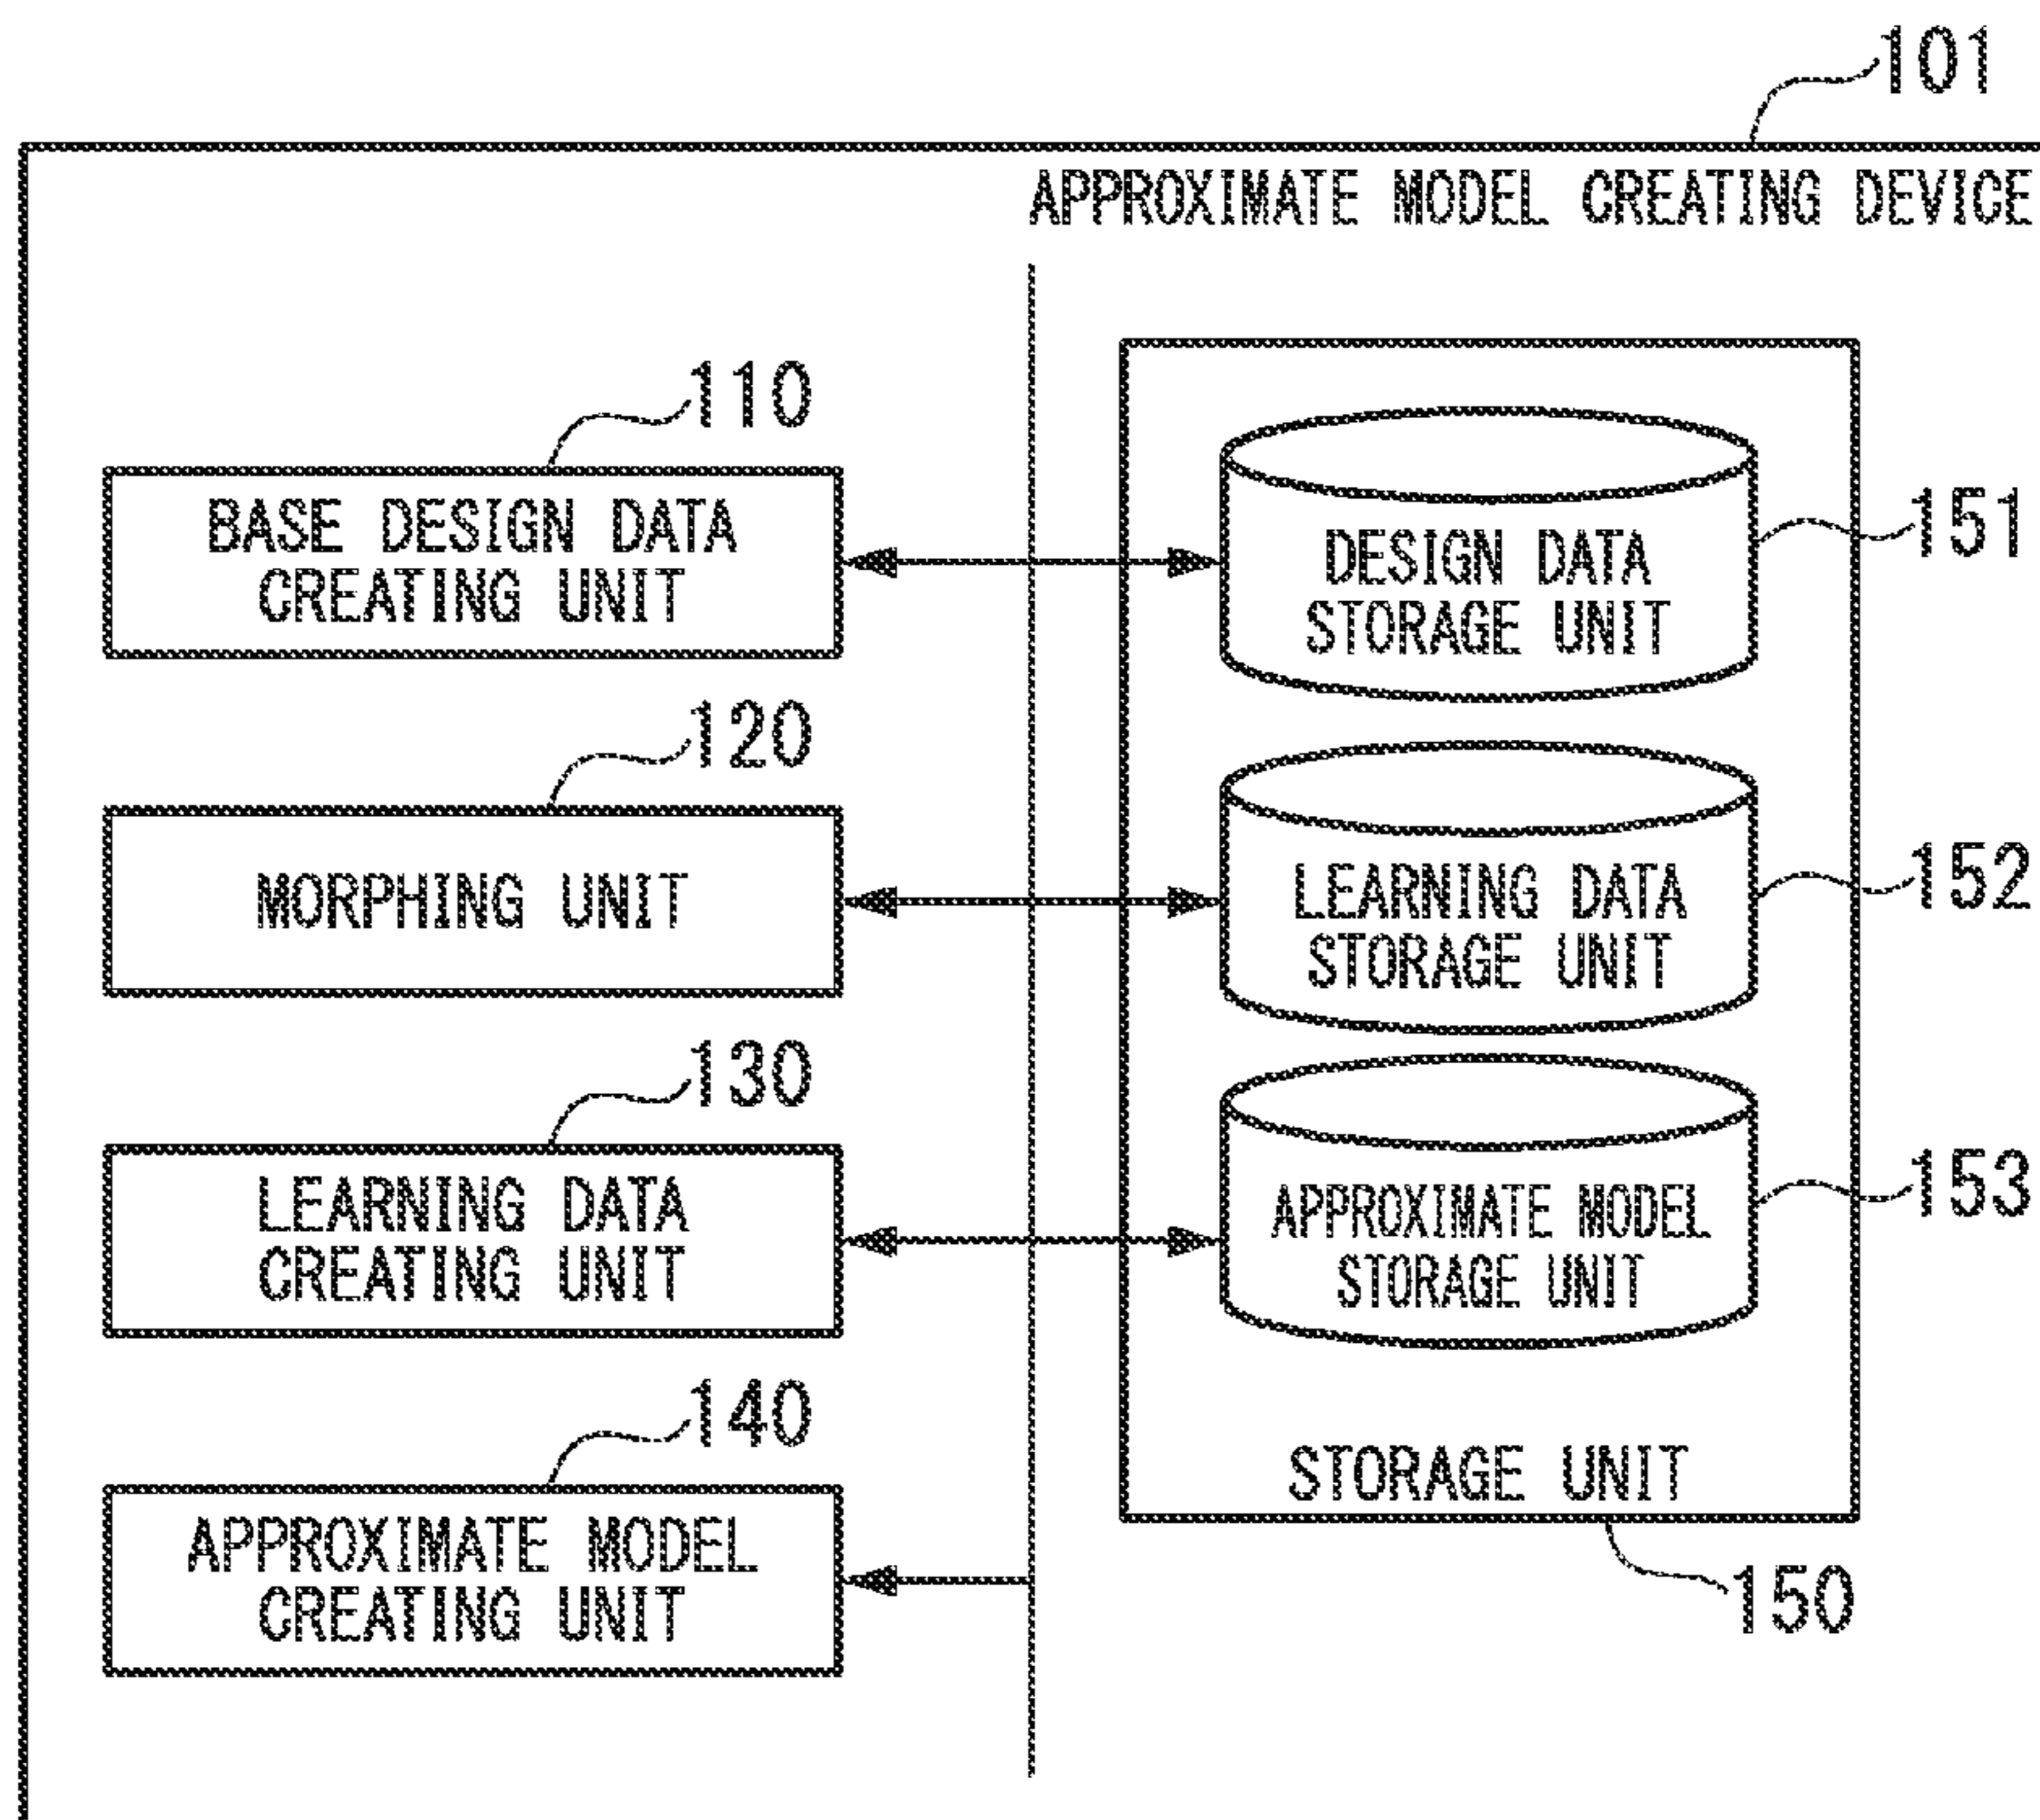 101
APPROXIMATE MODEL CREATING DEVICE
110
BASE DESIGN DATA
CREATING UNIT
120
MORPHING UNIT
130
LEARNING DATA
CREATING UNIT
140
APPROXIMATE MODEL
CREATING UNIT
DESIGN DATA
STORAGE UNIT
151
LEARNING DATA
STORAGE UNIT
152
APPROXIMATE MODEL
STORAGE UNIT
153
STORAGE UNIT
150